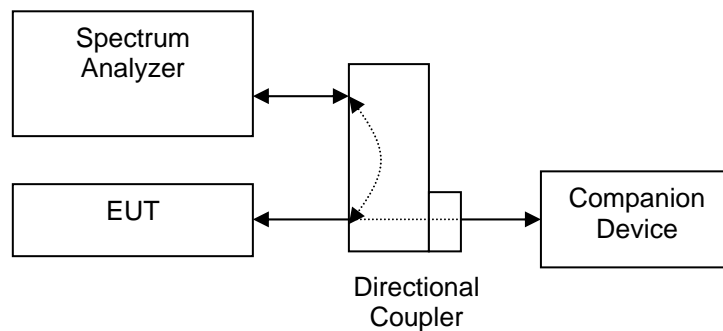 Spectrum
Analyzer
EUT
Companion
Device
Directional
Coupler